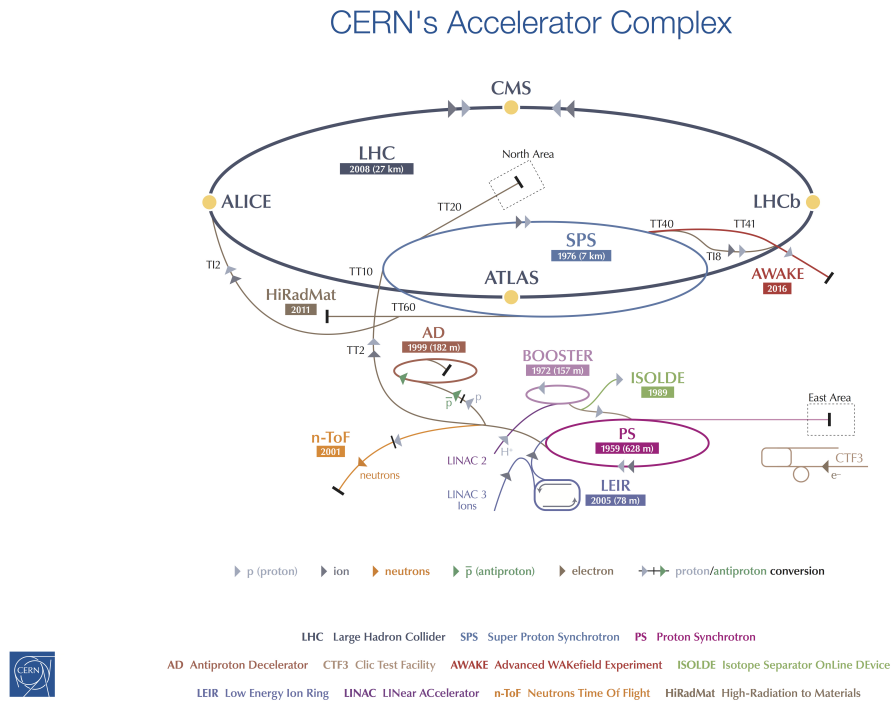 CERN's Accelerator Complex
CMS
LHC
2008 (27 km)
North Area
ALICE
LHCb
TT20
TT40
TT41
SPS
1976 (7 km)
TI2
TT10
TI8
ATLAS
AWAKE
2016
HiRadMat
2011
TT60
AD
1999 (182 m)
TT2
BOOSTER
1972 (157 m)
ISOLDE
1989
p
p̅
East Area
n-ToF
2001
PS
1959 (628 m)
H⁺
neutrons
LINAC 2
CTF3
e⁻
LINAC 3
Ions
LEIR
2005 (78 m)
p (proton) ion neutrons p̅ (antiproton) electron proton/antiproton conversion
LHC Large Hadron Collider SPS Super Proton Synchrotron PS Proton Synchrotron
AD Antiproton Decelerator CTF3 Clic Test Facility AWAKE Advanced WAKefield Experiment ISOLDE Isotope Separator OnLine DEvice
LEIR Low Energy Ion Ring LINAC LINear ACcelerator n-ToF Neutrons Time Of Flight HiRadMat High-Radiation to Materials
CERN